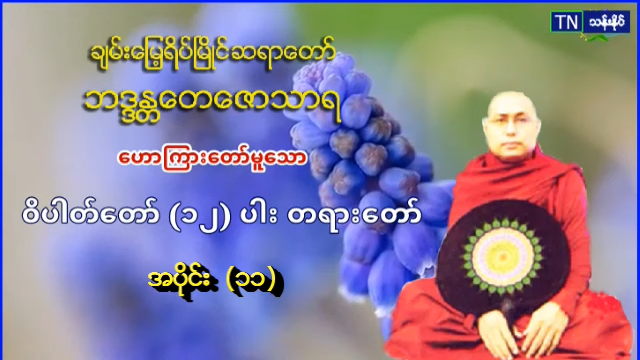 TN သန်းနိုင်
ချမ်းမြေ့ရိပ်မြိုင်ဆရာတော်
ဘဒ္ဒန္တတေဇောသာရ
ဟောကြားတော်မူသော
ဝိပါတ်တော် (၁၂) ပါး တရားတော်
အပိုင်း (၁၁)